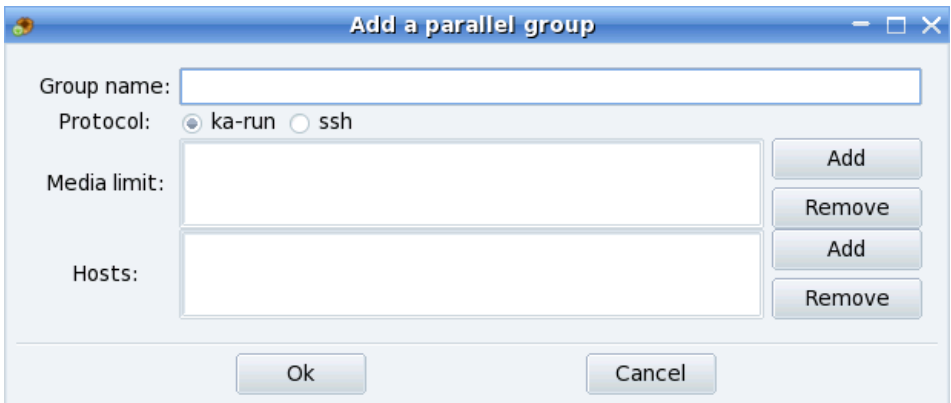 Add a parallel group
Group name:
Protocol: ka-run ssh
Media limit:
Add
Remove
Hosts:
Add
Remove
Ok Cancel